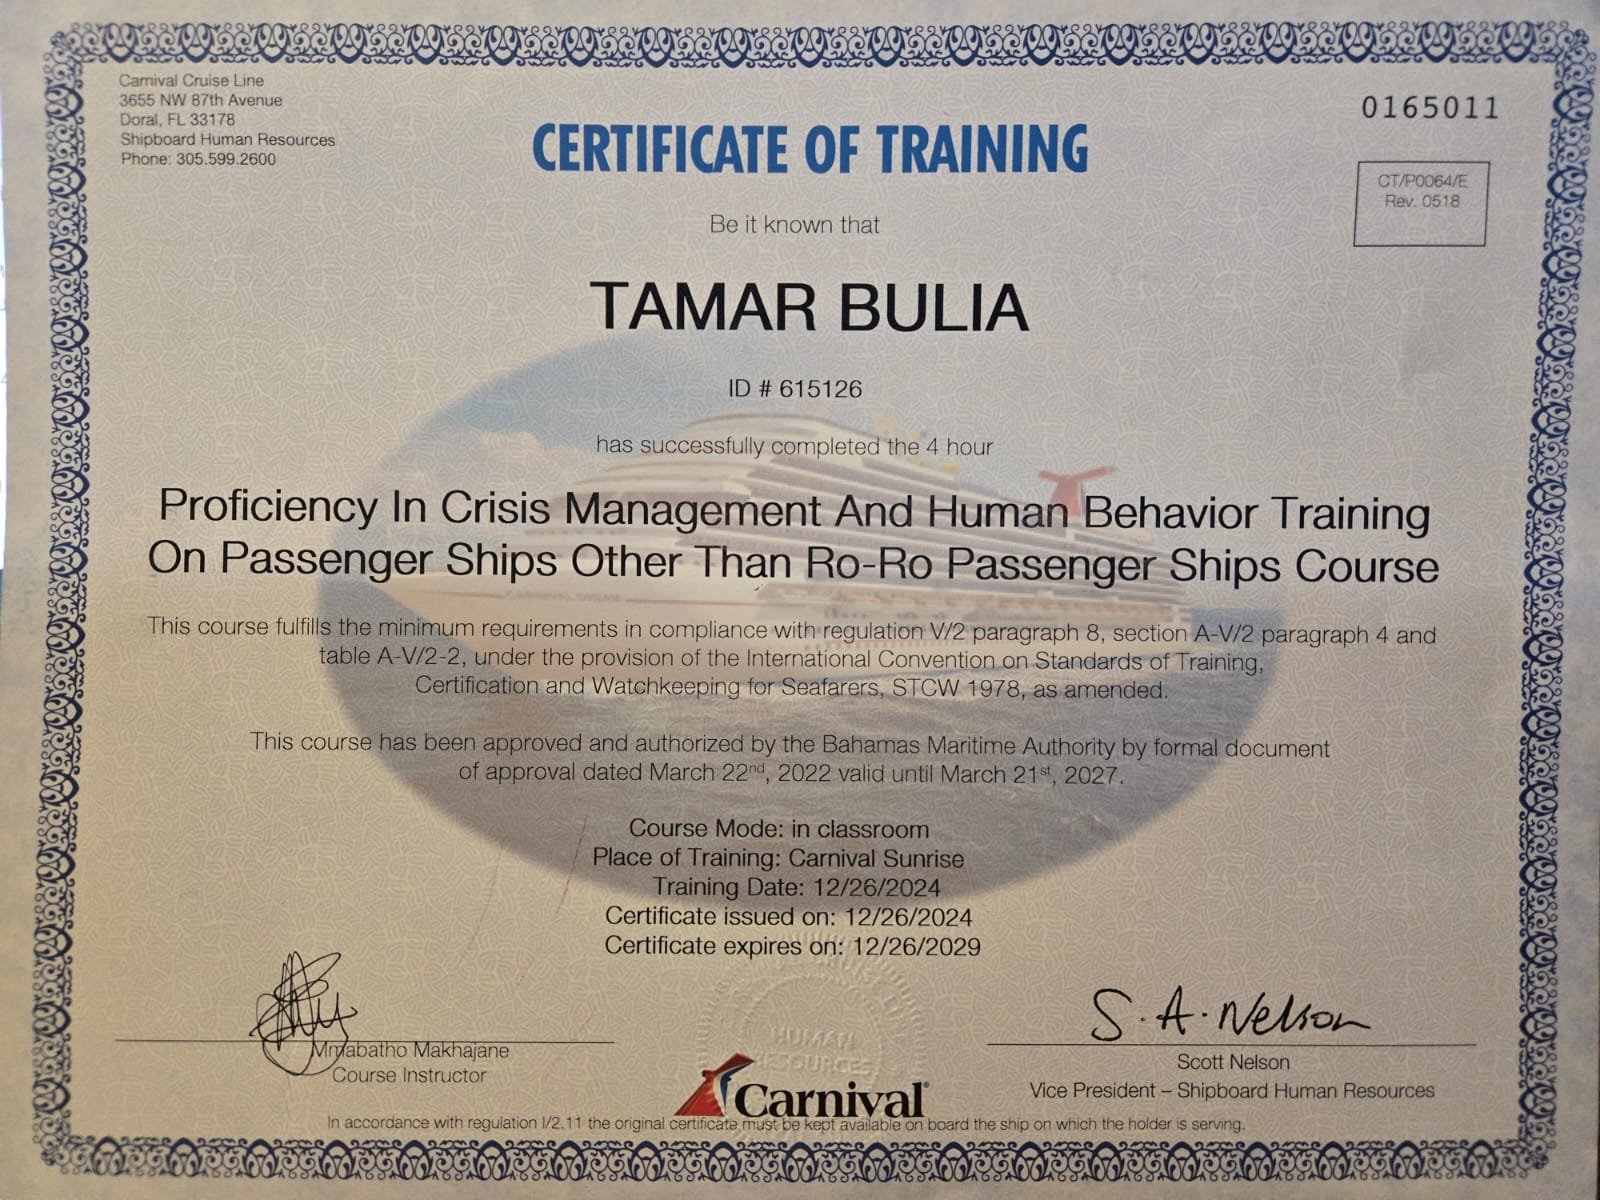 Carnival Cruise Line
3655 NW 87th Avenue
Doral, FL 33178
Shipboard Human Resources
Phone: 305.599.2600
0165011
CT/P0064/E
Rev. 0518
CERTIFICATE OF TRAINING
Be it known that
TAMAR BULIA
ID # 615126
has successfully completed the 4 hour
Proficiency In Crisis Management And Human Behavior Training
On Passenger Ships Other Than Ro-Ro Passenger Ships Course
This course fulfills the minimum requirements in compliance with regulation V/2 paragraph 8, section A-V/2 paragraph 4 and
table A-V/2-2, under the provision of the International Convention on Standards of Training,
Certification and Watchkeeping for Seafarers, STCW 1978, as amended.
This course has been approved and authorized by the Bahamas Maritime Authority by formal document
of approval dated March 22nd, 2022 valid until March 21st, 2027.
Course Mode: in classroom
Place of Training: Carnival Sunrise
Training Date: 12/26/2024
Certificate issued on: 12/26/2024
Certificate expires on: 12/26/2029
HUMAN
RESOURCES
S. A. Nelson
Mmabatho Makhajane
Course Instructor
Scott Nelson
Vice President – Shipboard Human Resources
Carnival®
In accordance with regulation I/2.11 the original certificate must be kept available on board the ship on which the holder is serving.